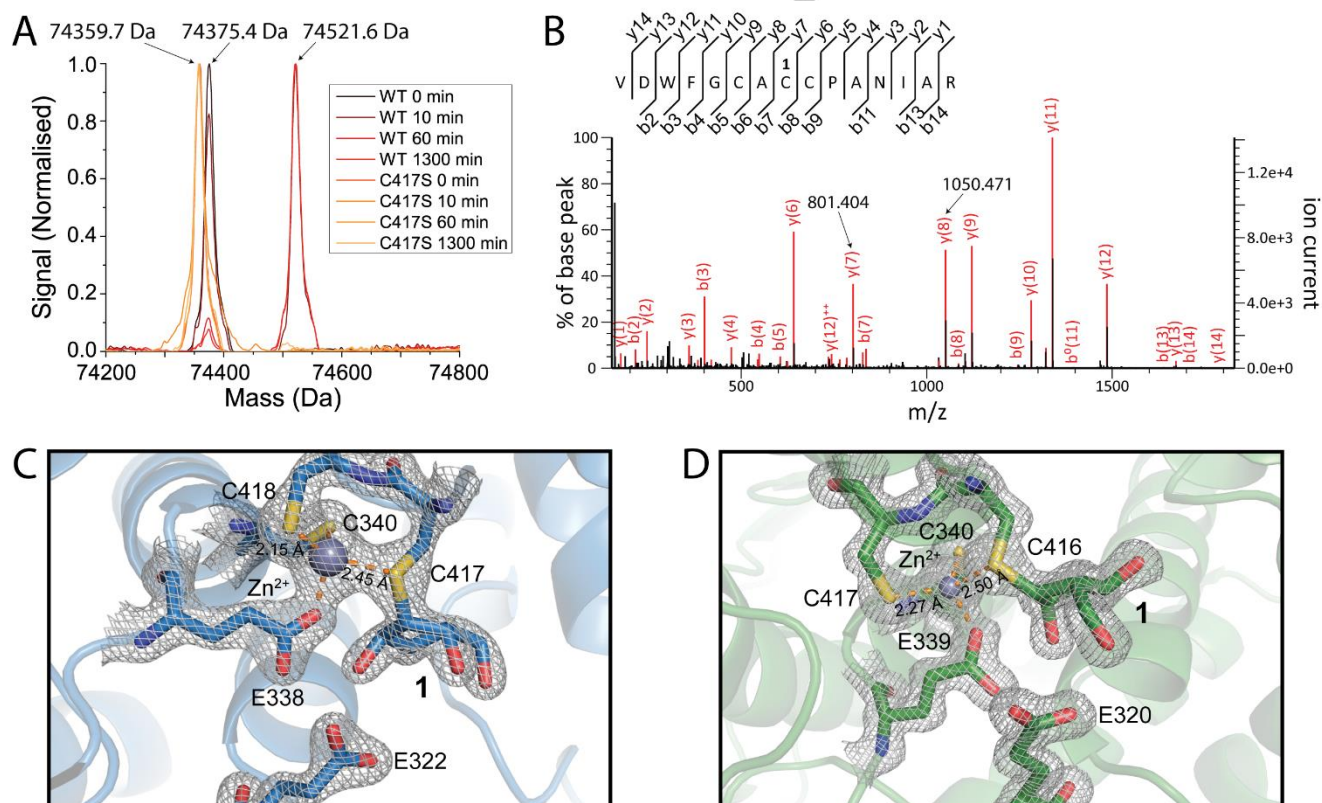 A
74359.7 Da
74375.4 Da
74521.6 Da
1.0
0.8
0.6
0.4
0.2
0.0
Signal (Normalised)
74200
74400
74600
74800
Mass (Da)
WT 0 min
WT 10 min
WT 60 min
WT 1300 min
C417S 0 min
C417S 10 min
C417S 60 min
C417S 1300 min
B
y14 y13 y12 y11 y10 y9 y8 y7 y6 y5 y4 y3 y2 y1
1
V D W F G C A C C P A N I A R
b2 b3 b4 b5 b6 b7 b8 b9 b11 b13 b14
100
80
60
40
20
0
% of base peak
500
1000
1500
m/z
1.2e+4
8.0e+3
4.0e+3
0.0e+0
ion current
y(1)
b(2)
y(2)
y(3)
b(3)
y(4)
b(4)
b(5)
y(6)
y(12)++
801.404
y(7)
b(7)
1050.471
y(8)
b(8)
y(9)
b(9)
y(10)
y(11)
b⁰(11)
y(12)
b(13)
y(13)
b(14)
y(14)
C
C418
C340
2.15 Å
Zn2+
2.45 Å
C417
1
E338
E322
D
C340
Zn2+
C416
C417
2.27 Å
2.50 Å
1
E339
E320